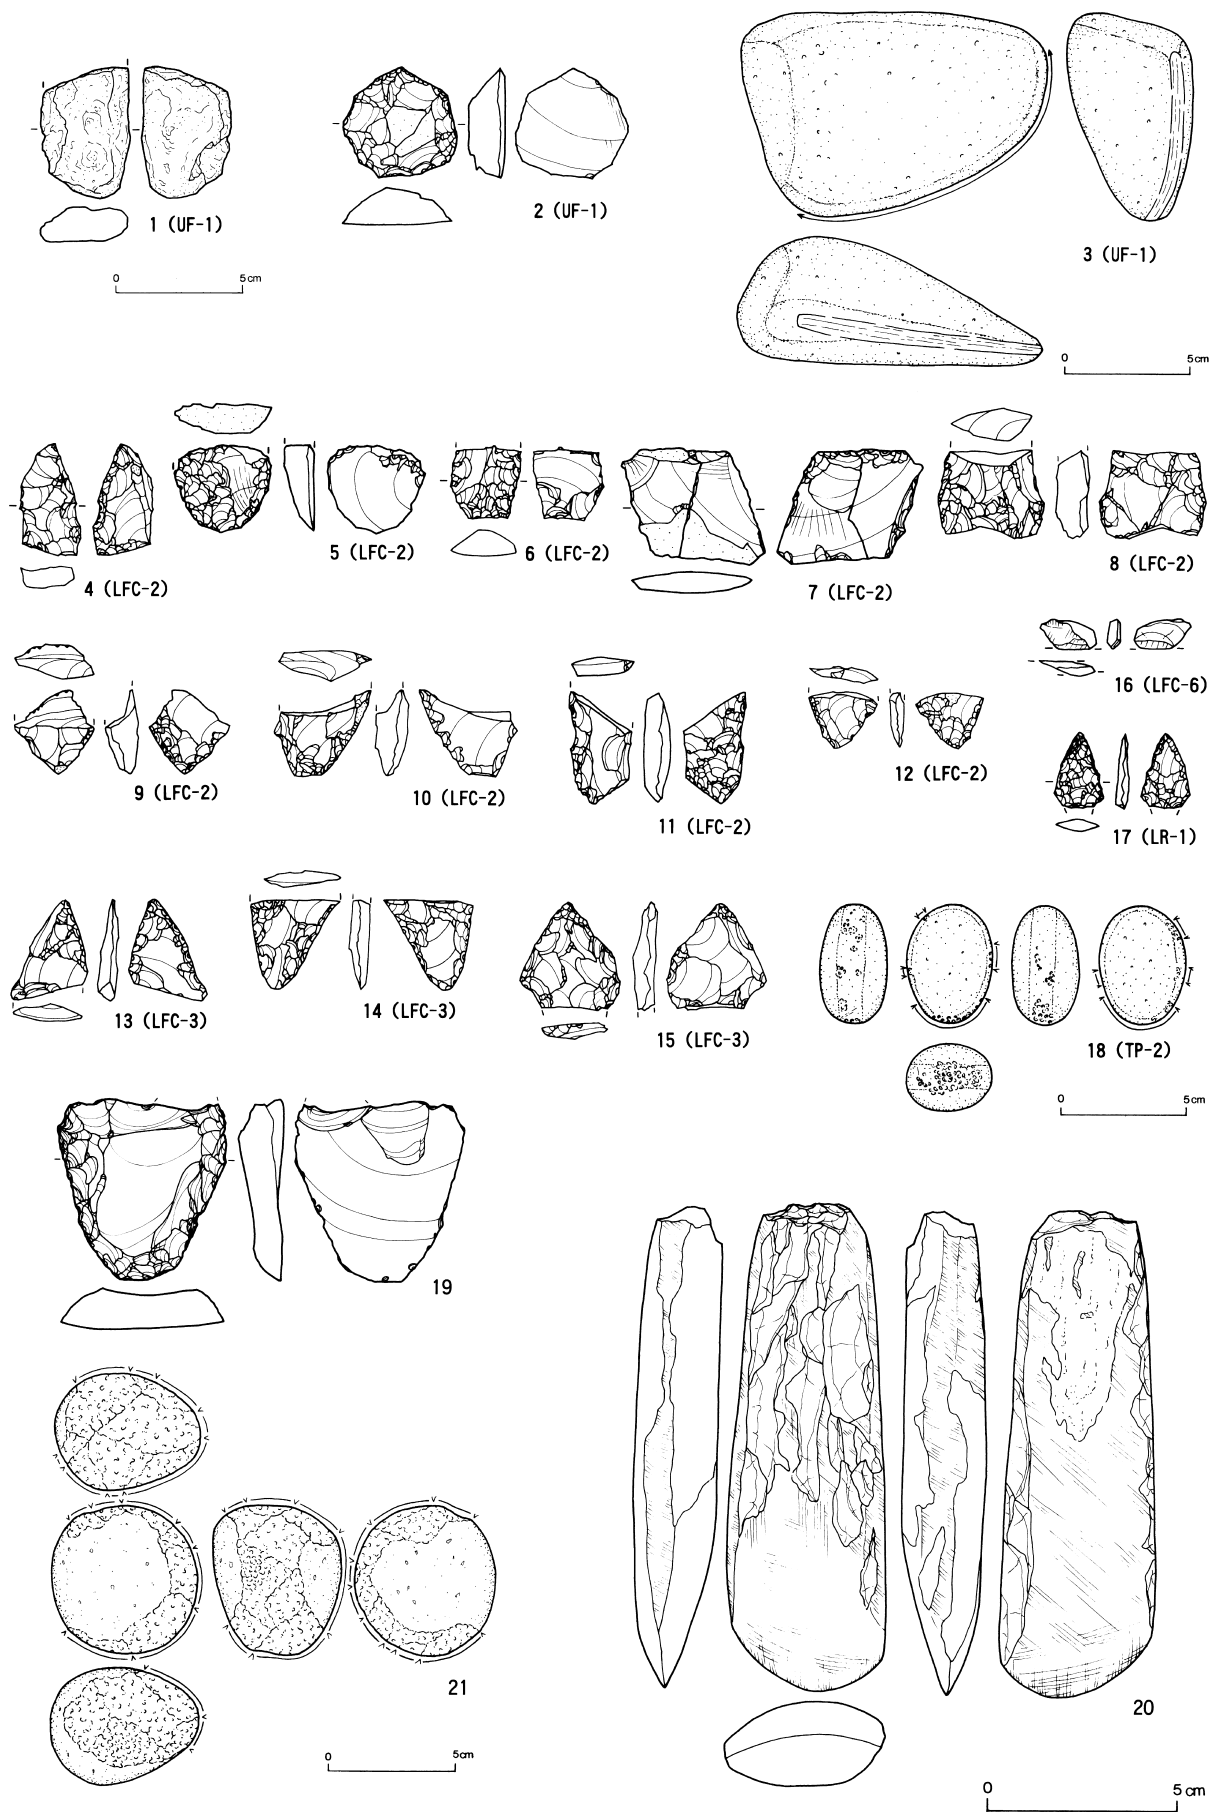 1 (UF-1)
2 (UF-1)
3 (UF-1)
0 5cm
0 5cm
4 (LFC-2)
5 (LFC-2)
6 (LFC-2)
7 (LFC-2)
8 (LFC-2)
9 (LFC-2)
10 (LFC-2)
11 (LFC-2)
12 (LFC-2)
16 (LFC-6)
17 (LR-1)
13 (LFC-3)
14 (LFC-3)
15 (LFC-3)
18 (TP-2)
0 5cm
19
21
20
0 5cm
0 5cm